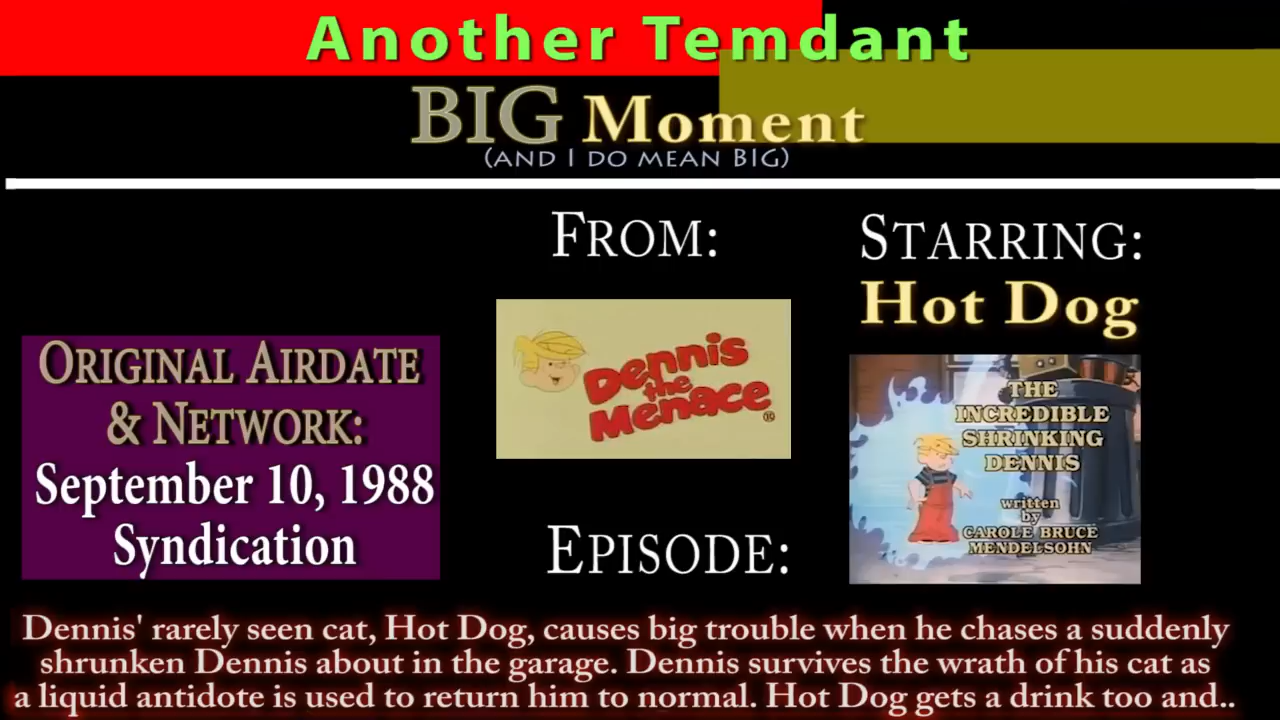 Another Temdant
BIG Moment
(AND I DO MEAN BIG)
FROM:
STARRING:
Hot Dog
Dennis
the
Menace®
THE
INCREDIBLE
SHRINKING
DENNIS
written
by
CAROLE BRUCE
MENDELSOHN
ORIGINAL AIRDATE
& NETWORK:
September 10, 1988
Syndication
EPISODE:
Dennis' rarely seen cat, Hot Dog, causes big trouble when he chases a suddenly
shrunken Dennis about in the garage. Dennis survives the wrath of his cat as
a liquid antidote is used to return him to normal. Hot Dog gets a drink too and..